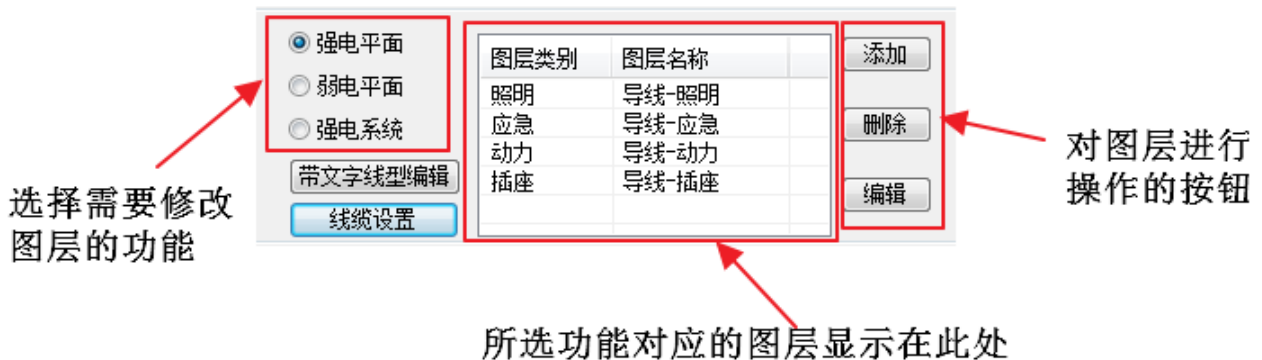 强电平面
弱电平面
强电系统
带文字线型编辑
线缆设置
图层类别 图层名称
照明 导线-照明
应急 导线-应急
动力 导线-动力
插座 导线-插座
添加
删除
编辑
选择需要修改
图层的功能
对图层进行
操作的按钮
所选功能对应的图层显示在此处